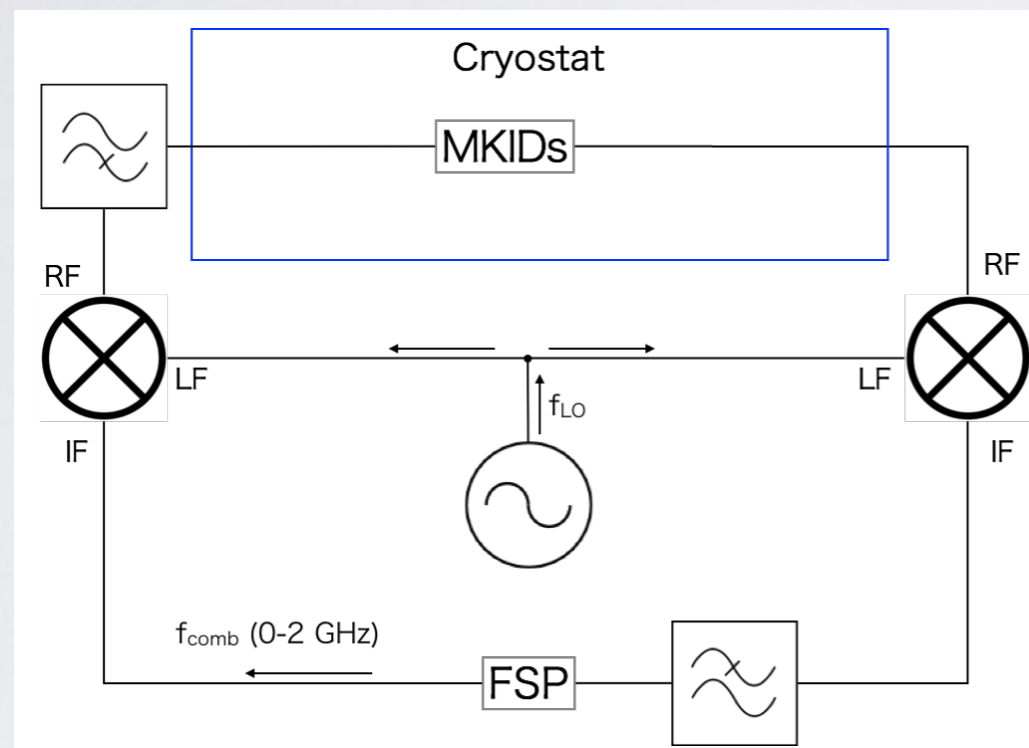 Cryostat
MKIDs
RF
RF
LF
LF
fLO
IF
IF
fcomb (0-2 GHz)
FSP